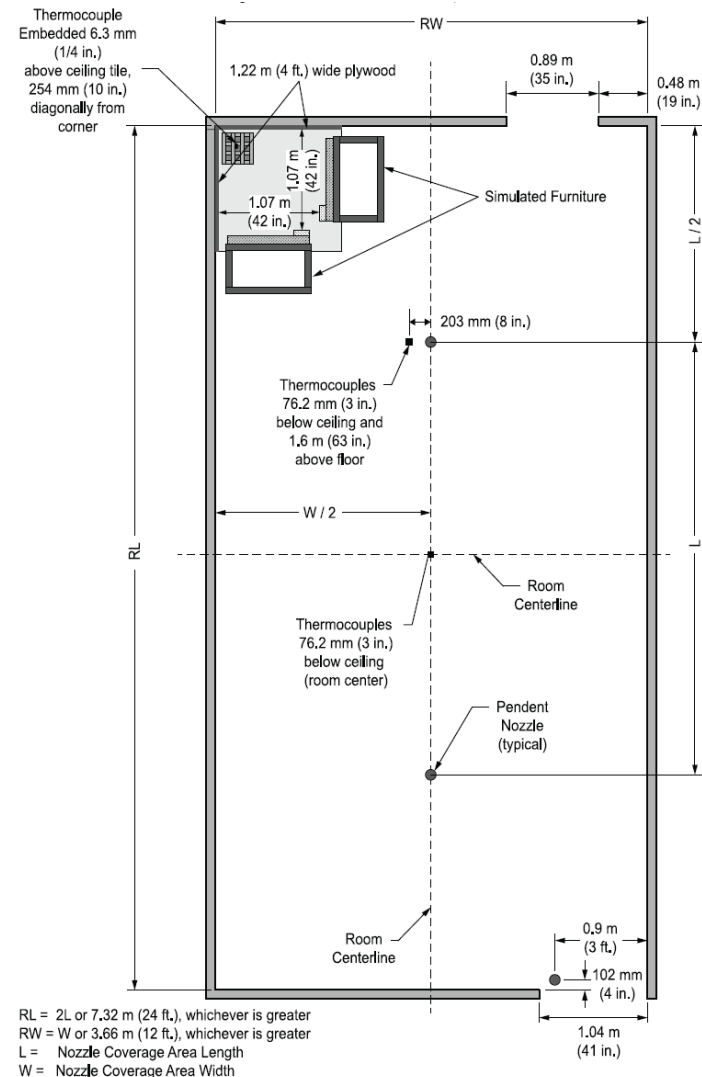 RW
Thermocouple
Embedded 6.3 mm
(1/4 in.)
above ceiling tile,
254 mm (10 in.)
diagonally from
corner
1.22 m (4 ft.) wide plywood
0.89 m
(35 in.)
0.48 m
(19 in.)
1.07 m
(42 in.)
1.07 m
(42 in.)
Simulated Furniture
L / 2
203 mm (8 in.)
Thermocouples
76.2 mm (3 in.)
below ceiling and
1.6 m (63 in.)
above floor
W / 2
RL
L
Room
Centerline
Thermocouples
76.2 mm (3 in.)
below ceiling
(room center)
Pendent
Nozzle
(typical)
Room
Centerline
0.9 m
(3 ft.)
102 mm
(4 in.)
1.04 m
(41 in.)
RL = 2L or 7.32 m (24 ft.), whichever is greater
RW = W or 3.66 m (12 ft.), whichever is greater
L = Nozzle Coverage Area Length
W = Nozzle Coverage Area Width